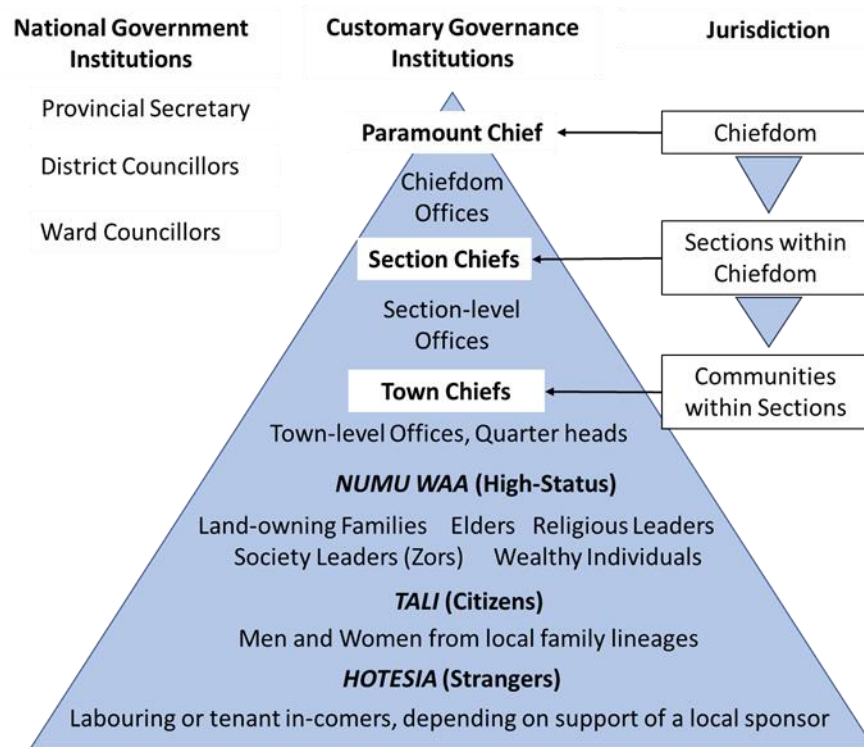 National Government
Institutions
Provincial Secretary
District Councillors
Ward Councillors
Customary Governance
Institutions
Paramount Chief
Chiefdom
Offices
Section Chiefs
Section-level
Offices
Town Chiefs
Town-level Offices, Quarter heads
NUMU WAA (High-Status)
Land-owning Families Elders Religious Leaders
Society Leaders (Zors) Wealthy Individuals
TALI (Citizens)
Men and Women from local family lineages
HOTESIA (Strangers)
Labouring or tenant in-comers, depending on support of a local sponsor
Jurisdiction
Chiefdom
Sections within
Chiefdom
Communities
within Sections